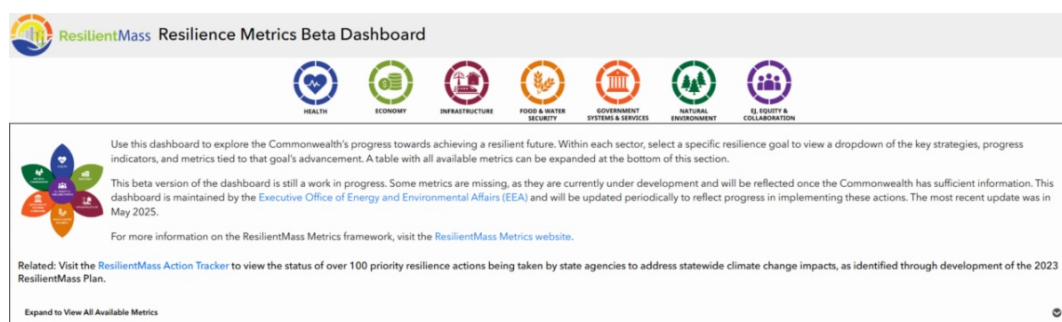 ResilientMass Resilience Metrics Beta Dashboard
HEALTH
ECONOMY
INFRASTRUCTURE
FOOD & WATER
SECURITY
GOVERNMENT
SYSTEMS & SERVICES
NATURAL
ENVIRONMENT
EJ, EQUITY &
COLLABORATION
Use this dashboard to explore the Commonwealth's progress towards achieving a resilient future. Within each sector, select a specific resilience goal to view a dropdown of the key strategies, progress
indicators, and metrics tied to that goal's advancement. A table with all available metrics can be expanded at the bottom of this section.
This beta version of the dashboard is still a work in progress. Some metrics are missing, as they are currently under development and will be reflected once the Commonwealth has sufficient information. This
dashboard is maintained by the Executive Office of Energy and Environmental Affairs (EEA) and will be updated periodically to reflect progress in implementing these actions. The most recent update was in
May 2025.
For more information on the ResilientMass Metrics framework, visit the ResilientMass Metrics website.
Related: Visit the ResilientMass Action Tracker to view the status of over 100 priority resilience actions being taken by state agencies to address statewide climate change impacts, as identified through development of the 2023
ResilientMass Plan.
Expand to View All Available Metrics